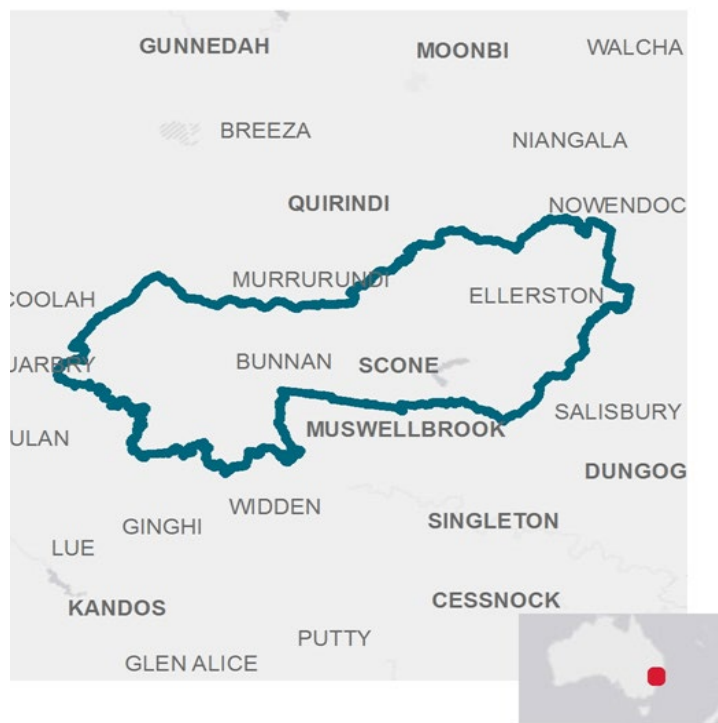 GUNNEDAH
MOONBI
WALCHA
BREEZA
NIANGALA
QUIRINDI
NOWENDOC
MURRURUNDI
COOLAH
ELLERSTON
UARBRY
BUNNAN
SCONE
SALISBURY
MUSWELLBROOK
ULAN
DUNGOG
WIDDEN
GINGHI
SINGLETON
LUE
KANDOS
CESSNOCK
PUTTY
GLEN ALICE